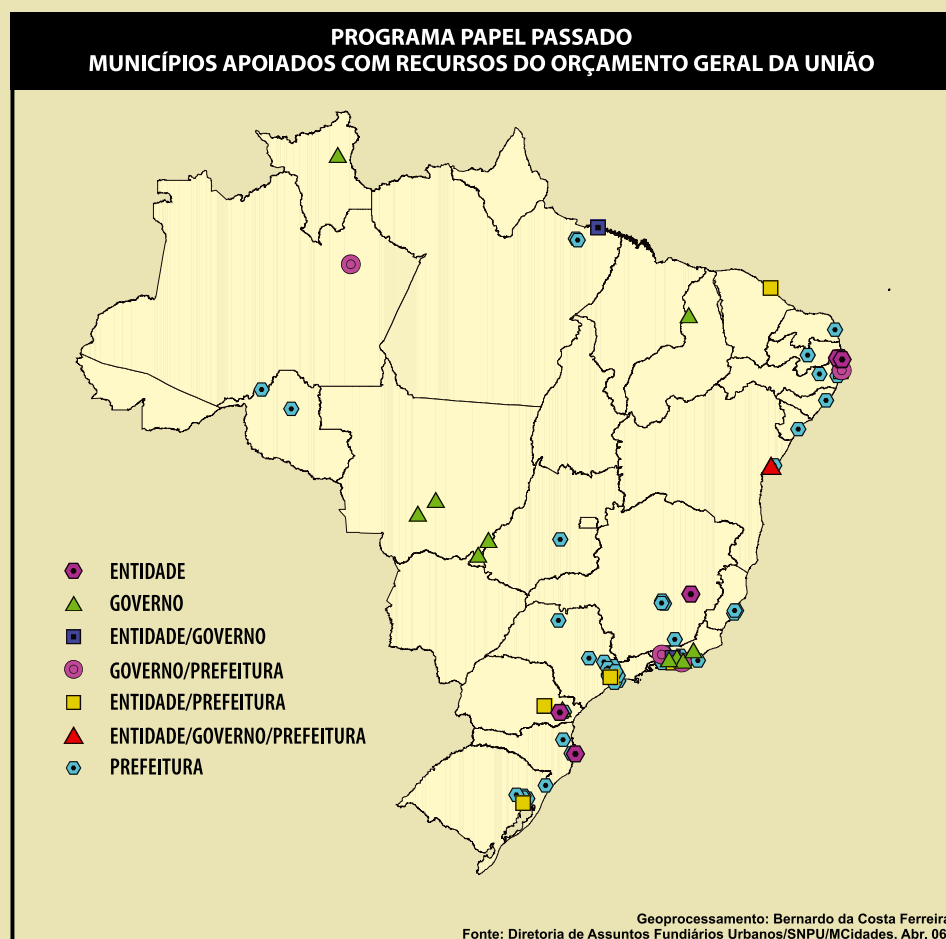 PROGRAMA PAPEL PASSADO
MUNICÍPIOS APOIADOS COM RECURSOS DO ORÇAMENTO GERAL DA UNIÃO
ENTIDADE
GOVERNO
ENTIDADE/GOVERNO
GOVERNO/PREFEITURA
ENTIDADE/PREFEITURA
ENTIDADE/GOVERNO/PREFEITURA
PREFEITURA
Geoprocessamento: Bernardo da Costa Ferreira
Fonte: Diretoria de Assuntos Fundiários Urbanos/SNPU/MCidades. Abr. 06